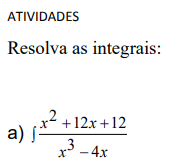 ATIVIDADES
Resolva as integrais:
a) ∫ x² + 12x + 12 / x³ − 4x